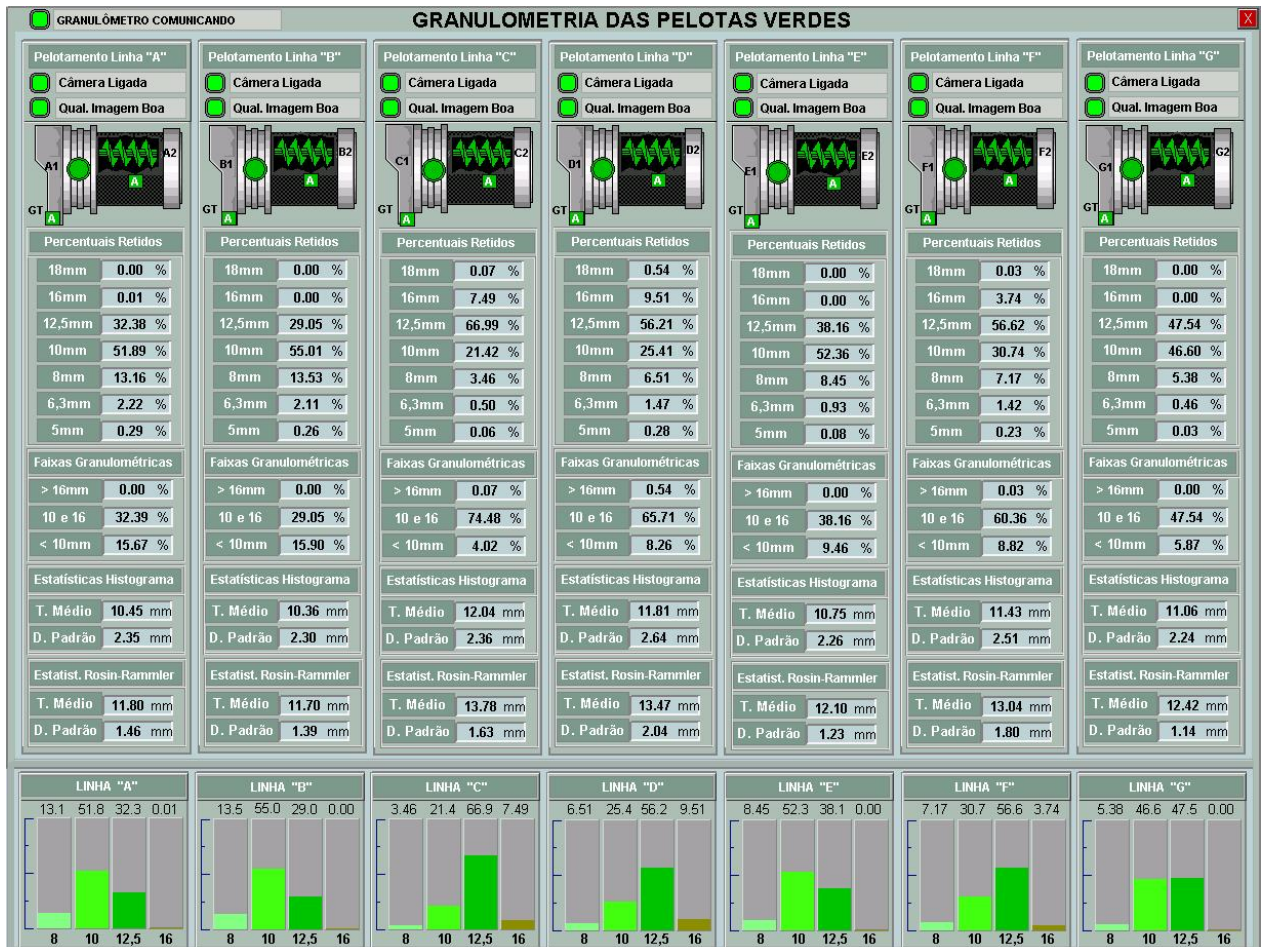 GRANULÔMETRO COMUNICANDO GRANULOMETRIA DAS PELOTAS VERDES X
Pelotamento Linha "A" Pelotamento Linha "B" Pelotamento Linha "C" Pelotamento Linha "D" Pelotamento Linha "E" Pelotamento Linha "F" Pelotamento Linha "G"
Câmera Ligada Câmera Ligada Câmera Ligada Câmera Ligada Câmera Ligada Câmera Ligada Câmera Ligada
Qual. Imagem Boa Qual. Imagem Boa Qual. Imagem Boa Qual. Imagem Boa Qual. Imagem Boa Qual. Imagem Boa Qual. Imagem Boa
A1 A2 B1 B2 C1 C2 D1 D2 E1 E2 F1 F2 G1 G2
A A A A A A A
GT A GT A GT A GT A GT A GT A GT A
Percentuais Retidos Percentuais Retidos Percentuais Retidos Percentuais Retidos Percentuais Retidos Percentuais Retidos Percentuais Retidos
18mm 0.00 % 18mm 0.00 % 18mm 0.07 % 18mm 0.54 % 18mm 0.00 % 18mm 0.03 % 18mm 0.00 %
16mm 0.01 % 16mm 0.00 % 16mm 7.49 % 16mm 9.51 % 16mm 0.00 % 16mm 3.74 % 16mm 0.00 %
12,5mm 32.38 % 12,5mm 29.05 % 12,5mm 66.99 % 12,5mm 56.21 % 12,5mm 38.16 % 12,5mm 56.62 % 12,5mm 47.54 %
10mm 51.89 % 10mm 55.01 % 10mm 21.42 % 10mm 25.41 % 10mm 52.36 % 10mm 30.74 % 10mm 46.60 %
8mm 13.16 % 8mm 13.53 % 8mm 3.46 % 8mm 6.51 % 8mm 8.45 % 8mm 7.17 % 8mm 5.38 %
6,3mm 2.22 % 6,3mm 2.11 % 6,3mm 0.50 % 6,3mm 1.47 % 6,3mm 0.93 % 6,3mm 1.42 % 6,3mm 0.46 %
5mm 0.29 % 5mm 0.26 % 5mm 0.06 % 5mm 0.28 % 5mm 0.08 % 5mm 0.23 % 5mm 0.03 %
Faixas Granulométricas Faixas Granulométricas Faixas Granulométricas Faixas Granulométricas Faixas Granulométricas Faixas Granulométricas Faixas Granulométricas
> 16mm 0.00 % > 16mm 0.00 % > 16mm 0.07 % > 16mm 0.54 % > 16mm 0.00 % > 16mm 0.03 % > 16mm 0.00 %
10 e 16 32.39 % 10 e 16 29.05 % 10 e 16 74.48 % 10 e 16 65.71 % 10 e 16 38.16 % 10 e 16 60.36 % 10 e 16 47.54 %
< 10mm 15.67 % < 10mm 15.90 % < 10mm 4.02 % < 10mm 8.26 % < 10mm 9.46 % < 10mm 8.82 % < 10mm 5.87 %
Estatísticas Histograma Estatísticas Histograma Estatísticas Histograma Estatísticas Histograma Estatísticas Histograma Estatísticas Histograma Estatísticas Histograma
T. Médio 10.45 mm T. Médio 10.36 mm T. Médio 12.04 mm T. Médio 11.81 mm T. Médio 10.75 mm T. Médio 11.43 mm T. Médio 11.06 mm
D. Padrão 2.35 mm D. Padrão 2.30 mm D. Padrão 2.36 mm D. Padrão 2.64 mm D. Padrão 2.26 mm D. Padrão 2.51 mm D. Padrão 2.24 mm
Estatist. Rosin-Rammler Estatist. Rosin-Rammler Estatist. Rosin-Rammler Estatist. Rosin-Rammler Estatist. Rosin-Rammler Estatist. Rosin-Rammler Estatist. Rosin-Rammler
T. Médio 11.80 mm T. Médio 11.70 mm T. Médio 13.78 mm T. Médio 13.47 mm T. Médio 12.10 mm T. Médio 13.04 mm T. Médio 12.42 mm
D. Padrão 1.46 mm D. Padrão 1.39 mm D. Padrão 1.63 mm D. Padrão 2.04 mm D. Padrão 1.23 mm D. Padrão 1.80 mm D. Padrão 1.14 mm
LINHA "A" LINHA "B" LINHA "C" LINHA "D" LINHA "E" LINHA "F" LINHA "G"
13.1 51.8 32.3 0.01 13.5 55.0 29.0 0.00 3.46 21.4 66.9 7.49 6.51 25.4 56.2 9.51 8.45 52.3 38.1 0.00 7.17 30.7 56.6 3.74 5.38 46.6 47.5 0.00
8 10 12,5 16 8 10 12,5 16 8 10 12,5 16 8 10 12,5 16 8 10 12,5 16 8 10 12,5 16 8 10 12,5 16